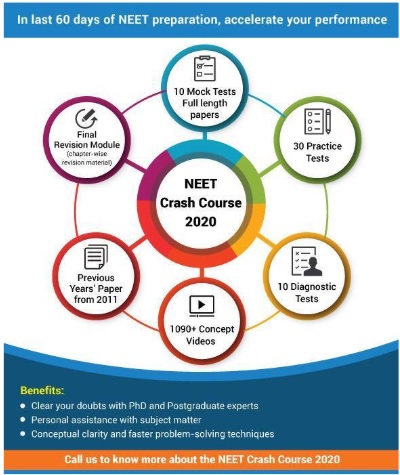 In last 60 days of NEET preparation, accelerate your performance
10 Mock Tests
Full length
papers
Final
Revision Module
(chapter-wise
revision material)
30 Practice
Tests
NEET
Crash Course
2020
Previous
Years' Paper
from 2011
10 Diagnostic
Tests
1090+ Concept
Videos
Benefits:
Clear your doubts with PhD and Postgraduate experts
Personal assistance with subject matter
Conceptual clarity and faster problem-solving techniques
Call us to know more about the NEET Crash Course 2020